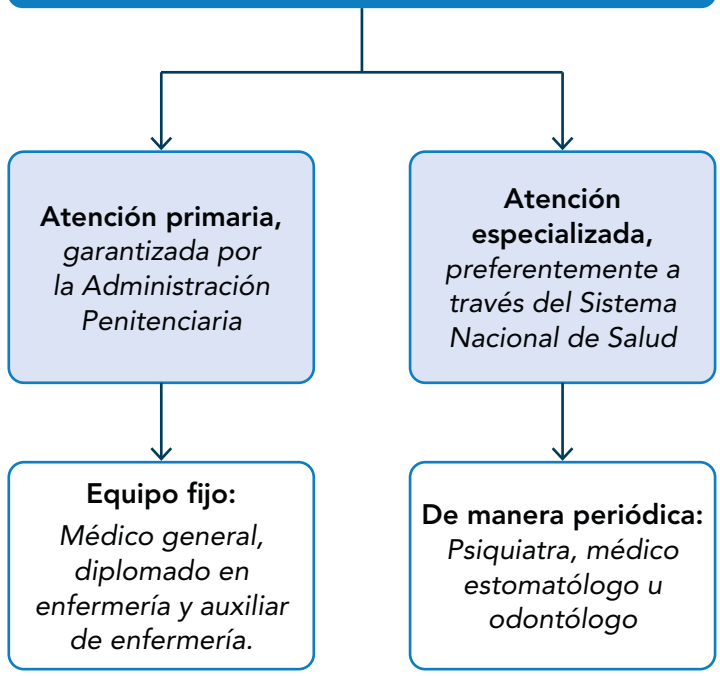 Atención primaria,
garantizada por
la Administración
Penitenciaria
Atención
especializada,
preferentemente a
través del Sistema
Nacional de Salud
Equipo fijo:
Médico general,
diplomado en
enfermería y auxiliar
de enfermería.
De manera periódica:
Psiquiatra, médico
estomatólogo u
odontólogo